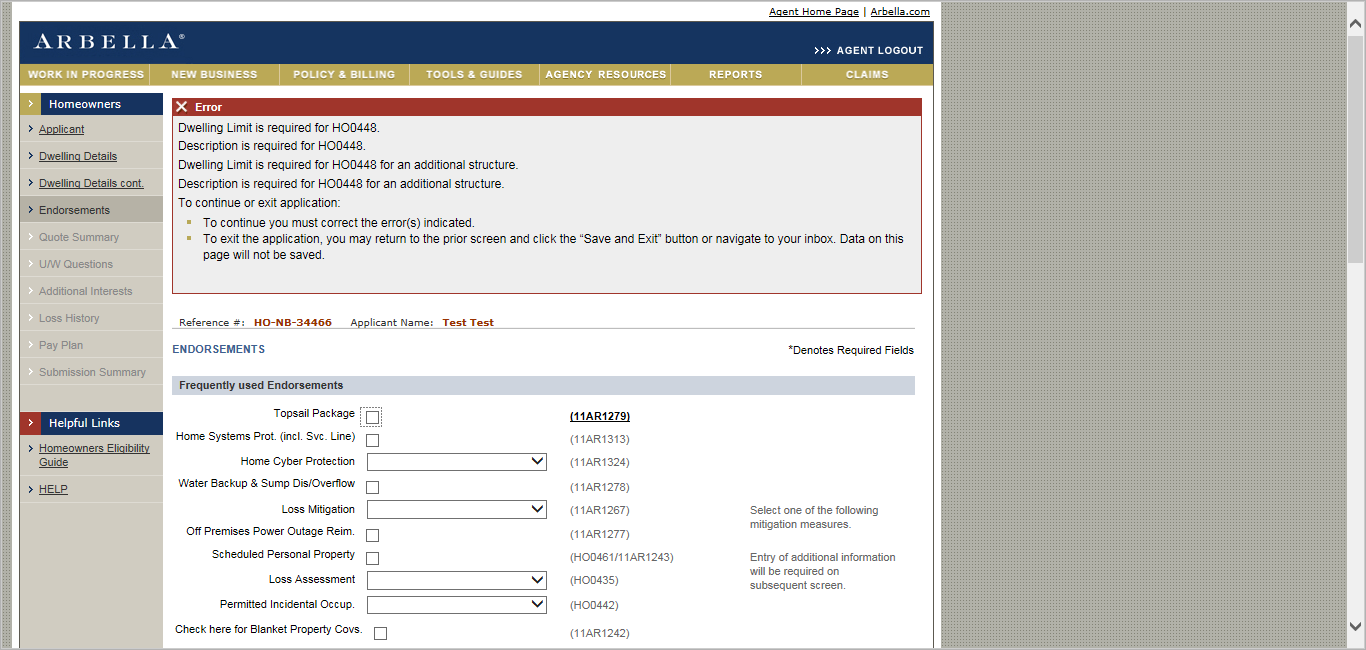 Agent Home Page | Arbella.com
ARBELLA®
>>> AGENT LOGOUT
WORK IN PROGRESS NEW BUSINESS POLICY & BILLING TOOLS & GUIDES AGENCY RESOURCES REPORTS CLAIMS
Homeowners
Applicant
Dwelling Details
Dwelling Details cont.
Endorsements
Quote Summary
U/W Questions
Additional Interests
Loss History
Pay Plan
Submission Summary
Helpful Links
Homeowners Eligibility
Guide
HELP
Error
Dwelling Limit is required for HO0448.
Description is required for HO0448.
Dwelling Limit is required for HO0448 for an additional structure.
Description is required for HO0448 for an additional structure.
To continue or exit application:
To continue you must correct the error(s) indicated.
To exit the application, you may return to the prior screen and click the “Save and Exit” button or navigate to your inbox. Data on this
page will not be saved.
Reference #: HO-NB-34466 Applicant Name: Test Test
ENDORSEMENTS *Denotes Required Fields
Frequently used Endorsements
Topsail Package (11AR1279)
Home Systems Prot. (incl. Svc. Line) (11AR1313)
Home Cyber Protection (11AR1324)
Water Backup & Sump Dis/Overflow (11AR1278)
Loss Mitigation (11AR1267) Select one of the following
mitigation measures.
Off Premises Power Outage Reim. (11AR1277)
Scheduled Personal Property (HO0461/11AR1243) Entry of additional information
will be required on
subsequent screen.
Loss Assessment (HO0435)
Permitted Incidental Occup. (HO0442)
Check here for Blanket Property Covs. (11AR1242)